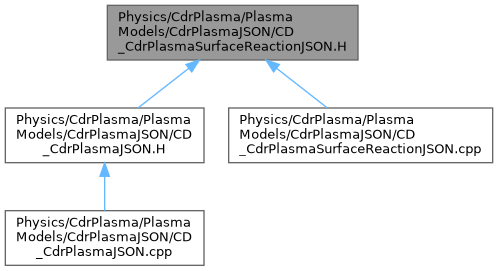 Physics/CdrPlasma/Plasma
Models/CdrPlasmaJSON/CD
_CdrPlasmaSurfaceReactionJSON.H
Physics/CdrPlasma/Plasma
Models/CdrPlasmaJSON/CD
_CdrPlasmaJSON.H
Physics/CdrPlasma/Plasma
Models/CdrPlasmaJSON/CD
_CdrPlasmaSurfaceReactionJSON.cpp
Physics/CdrPlasma/Plasma
Models/CdrPlasmaJSON/CD
_CdrPlasmaJSON.cpp